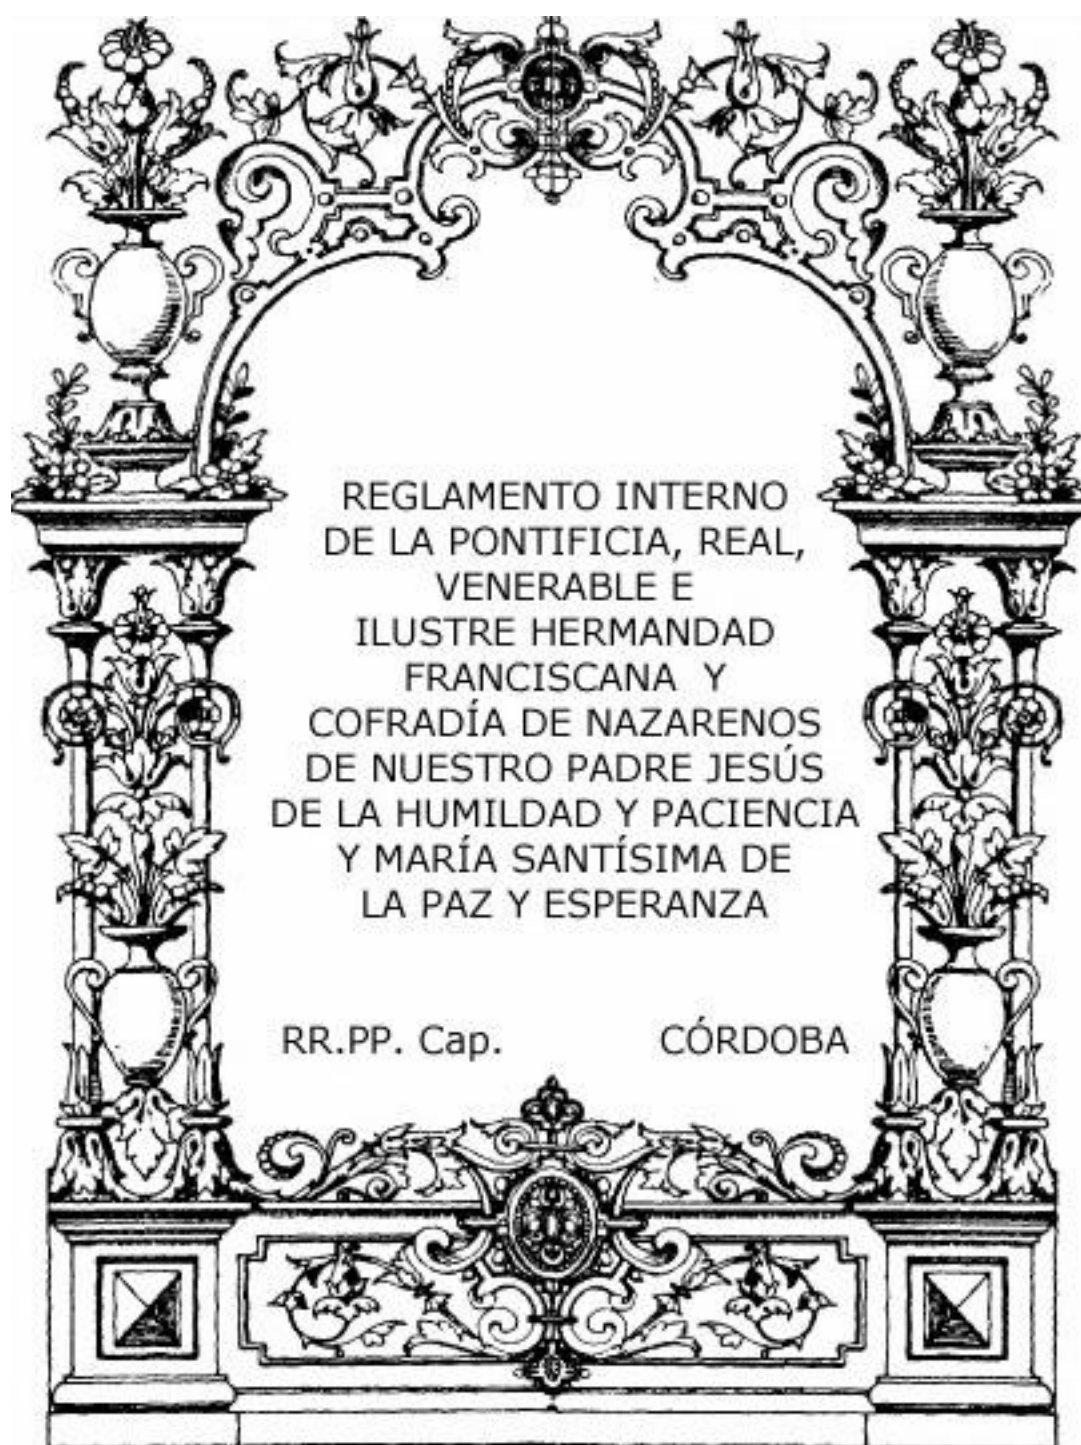 REGLAMENTO INTERNO
DE LA PONTIFICIA, REAL,
VENERABLE E
ILUSTRE HERMANDAD
FRANCISCANA Y
COFRADÍA DE NAZARENOS
DE NUESTRO PADRE JESÚS
DE LA HUMILDAD Y PACIENCIA
Y MARÍA SANTÍSIMA DE
LA PAZ Y ESPERANZA
RR.PP. Cap. CÓRDOBA